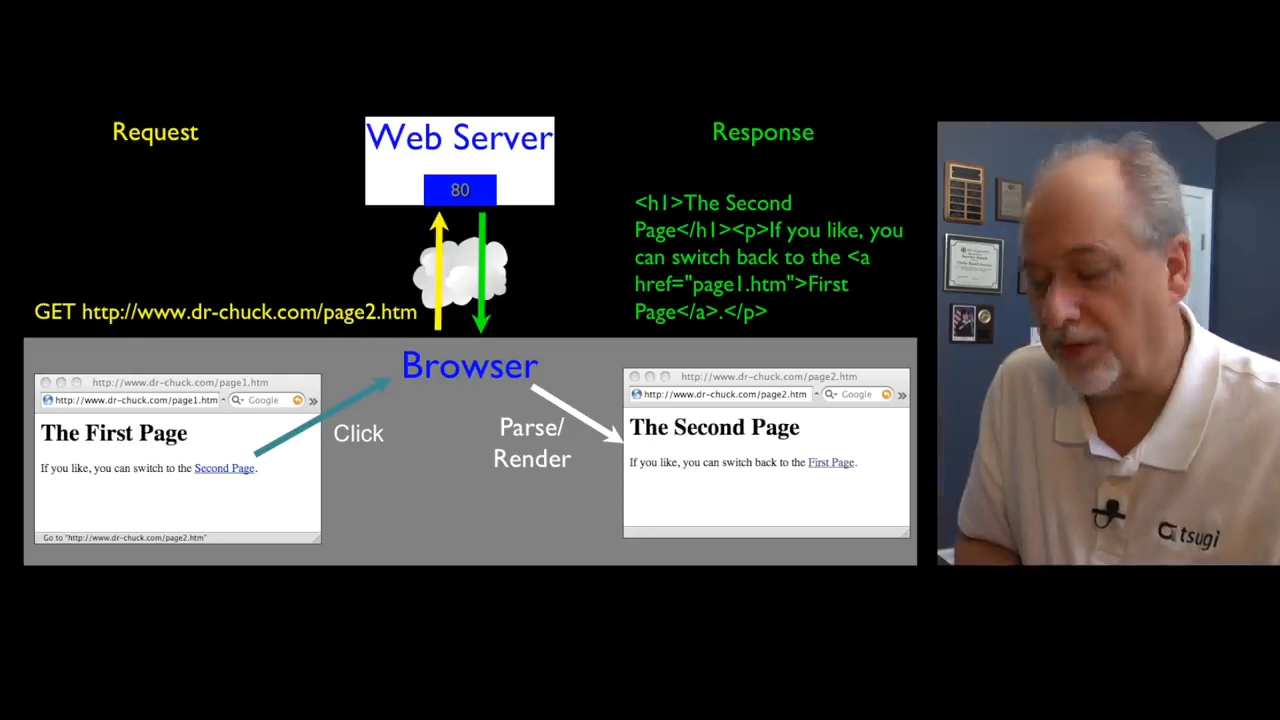 Request
Web Server
80
Response
<h1>The Second
Page</h1><p>If you like, you
can switch back to the <a
href="page1.htm">First
Page</a>.</p>
GET http://www.dr-chuck.com/page2.htm
Browser
http://www.dr-chuck.com/page1.htm
http://www.dr-chuck.com/page1.htm
Google
»
The First Page
If you like, you can switch to the Second Page.
Go to "http://www.dr-chuck.com/page2.htm"
Click
Parse/
Render
http://www.dr-chuck.com/page2.htm
http://www.dr-chuck.com/page2.htm
Google
»
The Second Page
If you like, you can switch back to the First Page.
tsugi